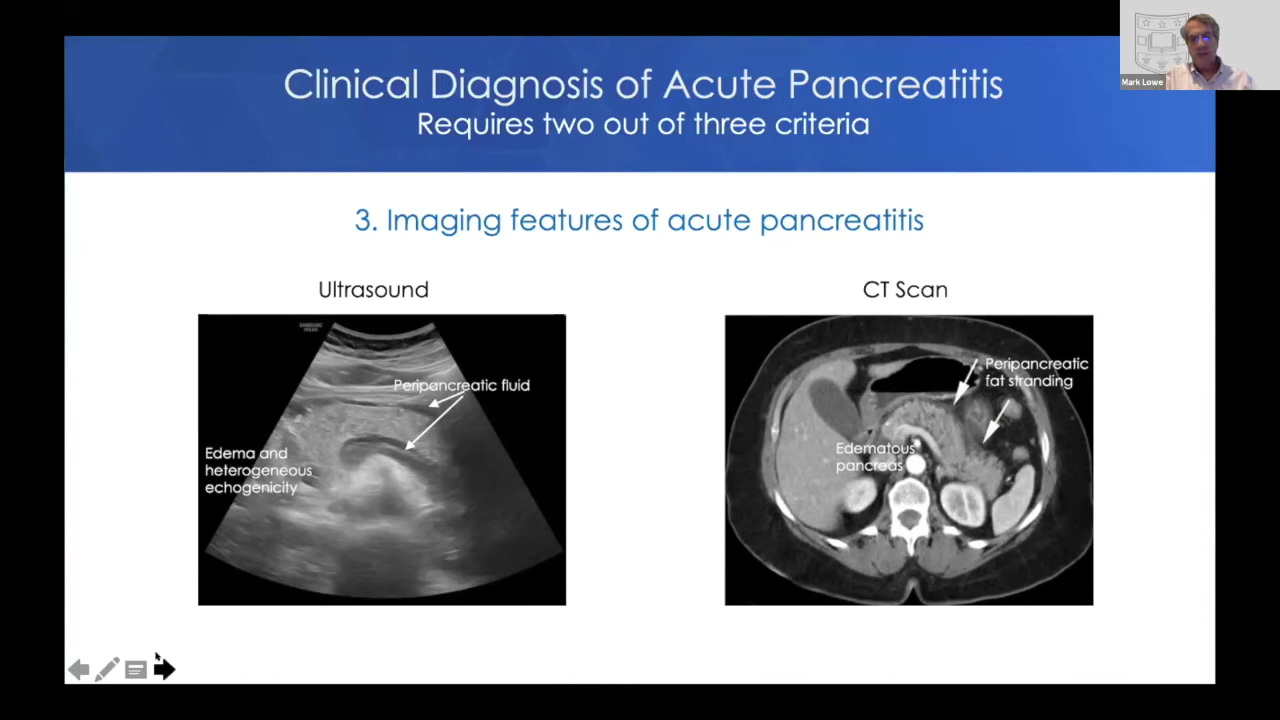 Clinical Diagnosis of Acute Pancreatitis
Requires two out of three criteria
Mark Lowe
3. Imaging features of acute pancreatitis
Ultrasound
CT Scan
SAMSUNG
Peripancreatic fluid
Edema and
heterogeneous
echogenicity
Peripancreatic
fat stranding
Edematous
pancreas